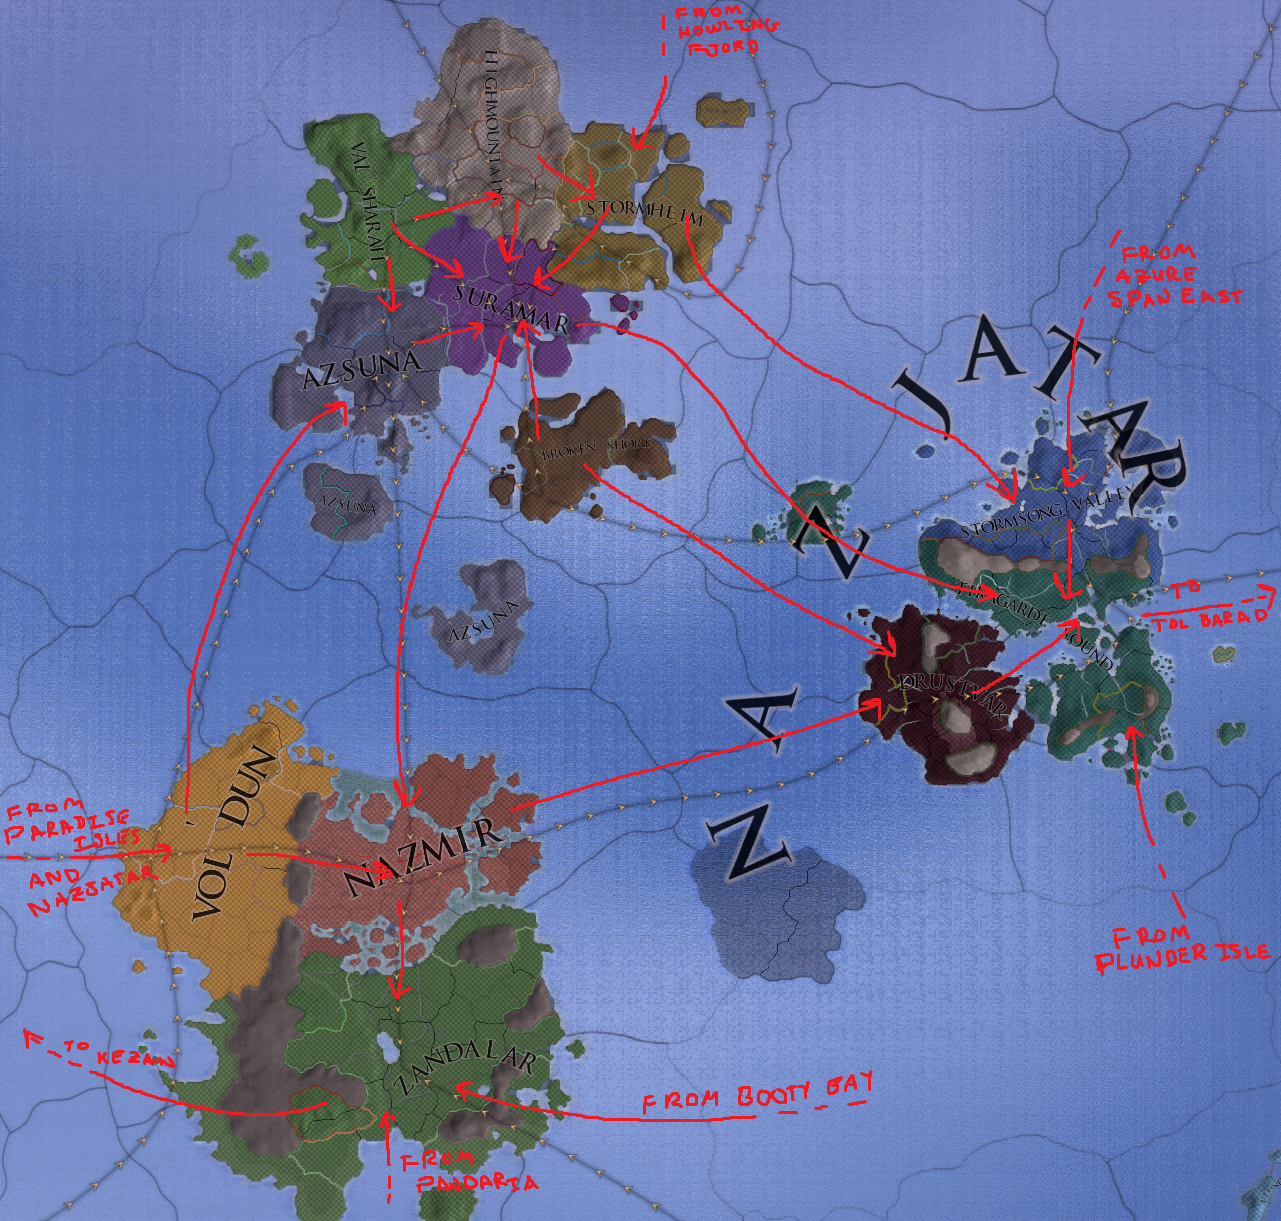 FROM
HOWLING
FJORD
HIGHMOUNTAIN
VAL'SHARAH
STORMHEIM
SURAMAR
AZSUNA
BROKEN SHORE
AZSUNA
AZSUNA
FROM
AZURE
SPAN EAST
NAZJATAR
STORMSONG VALLEY
TIRAGARDE SOUND
TO
TOL BARAD
DRUSTVAR
VOL'DUN
NAZMIR
FROM
PARADISE
ISLES
AND
NAZJATAR
FROM
PLUNDER ISLE
ZANDALAR
TO KEZAN
FROM BOOTY BAY
FROM
PANDARIA